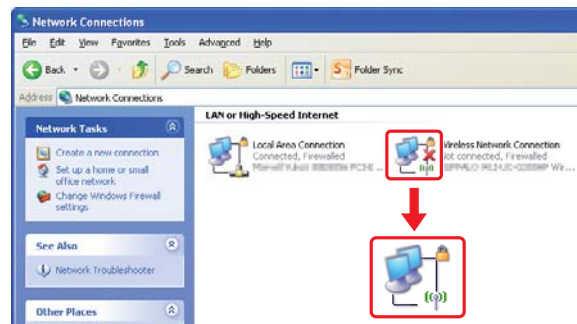 Network Connections
File Edit View Favorites Tools Advanced Help
Back Search Folders Folder Sync
Address Network Connections
Network Tasks
Create a new connection
Set up a home or small
office network
Change Windows Firewall
settings
See Also
Network Troubleshooter
Other Places
LAN or High-Speed Internet
Local Area Connection
Connected, Firewalled
Wireless Network Connection
Not connected, Firewalled